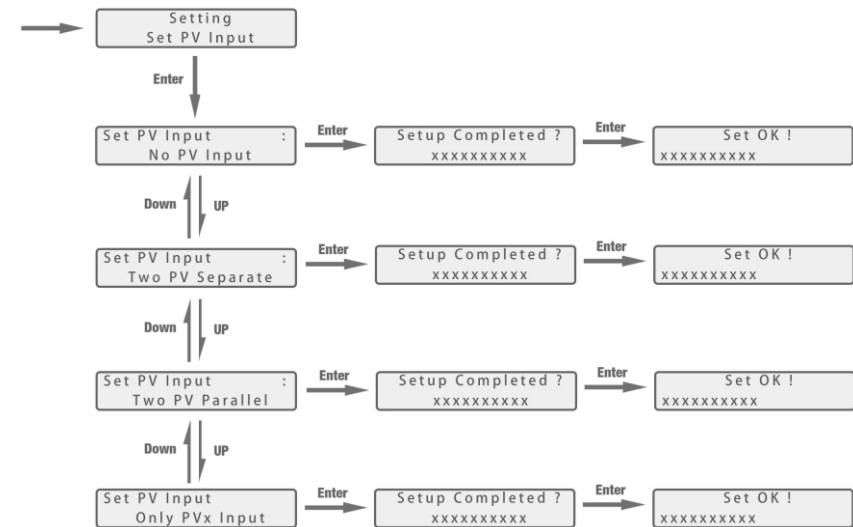 Setting
Set PV Input
Enter
Set PV Input :
No PV Input
Enter
Setup Completed ?
xxxxxxxxxx
Enter
Set OK !
xxxxxxxxxx
Down
UP
Set PV Input :
Two PV Separate
Enter
Setup Completed ?
xxxxxxxxxx
Enter
Set OK !
xxxxxxxxxx
Down
UP
Set PV Input :
Two PV Parallel
Enter
Setup Completed ?
xxxxxxxxxx
Enter
Set OK !
xxxxxxxxxx
Down
UP
Set PV Input :
Only PVx Input
Enter
Setup Completed ?
xxxxxxxxxx
Enter
Set OK !
xxxxxxxxxx